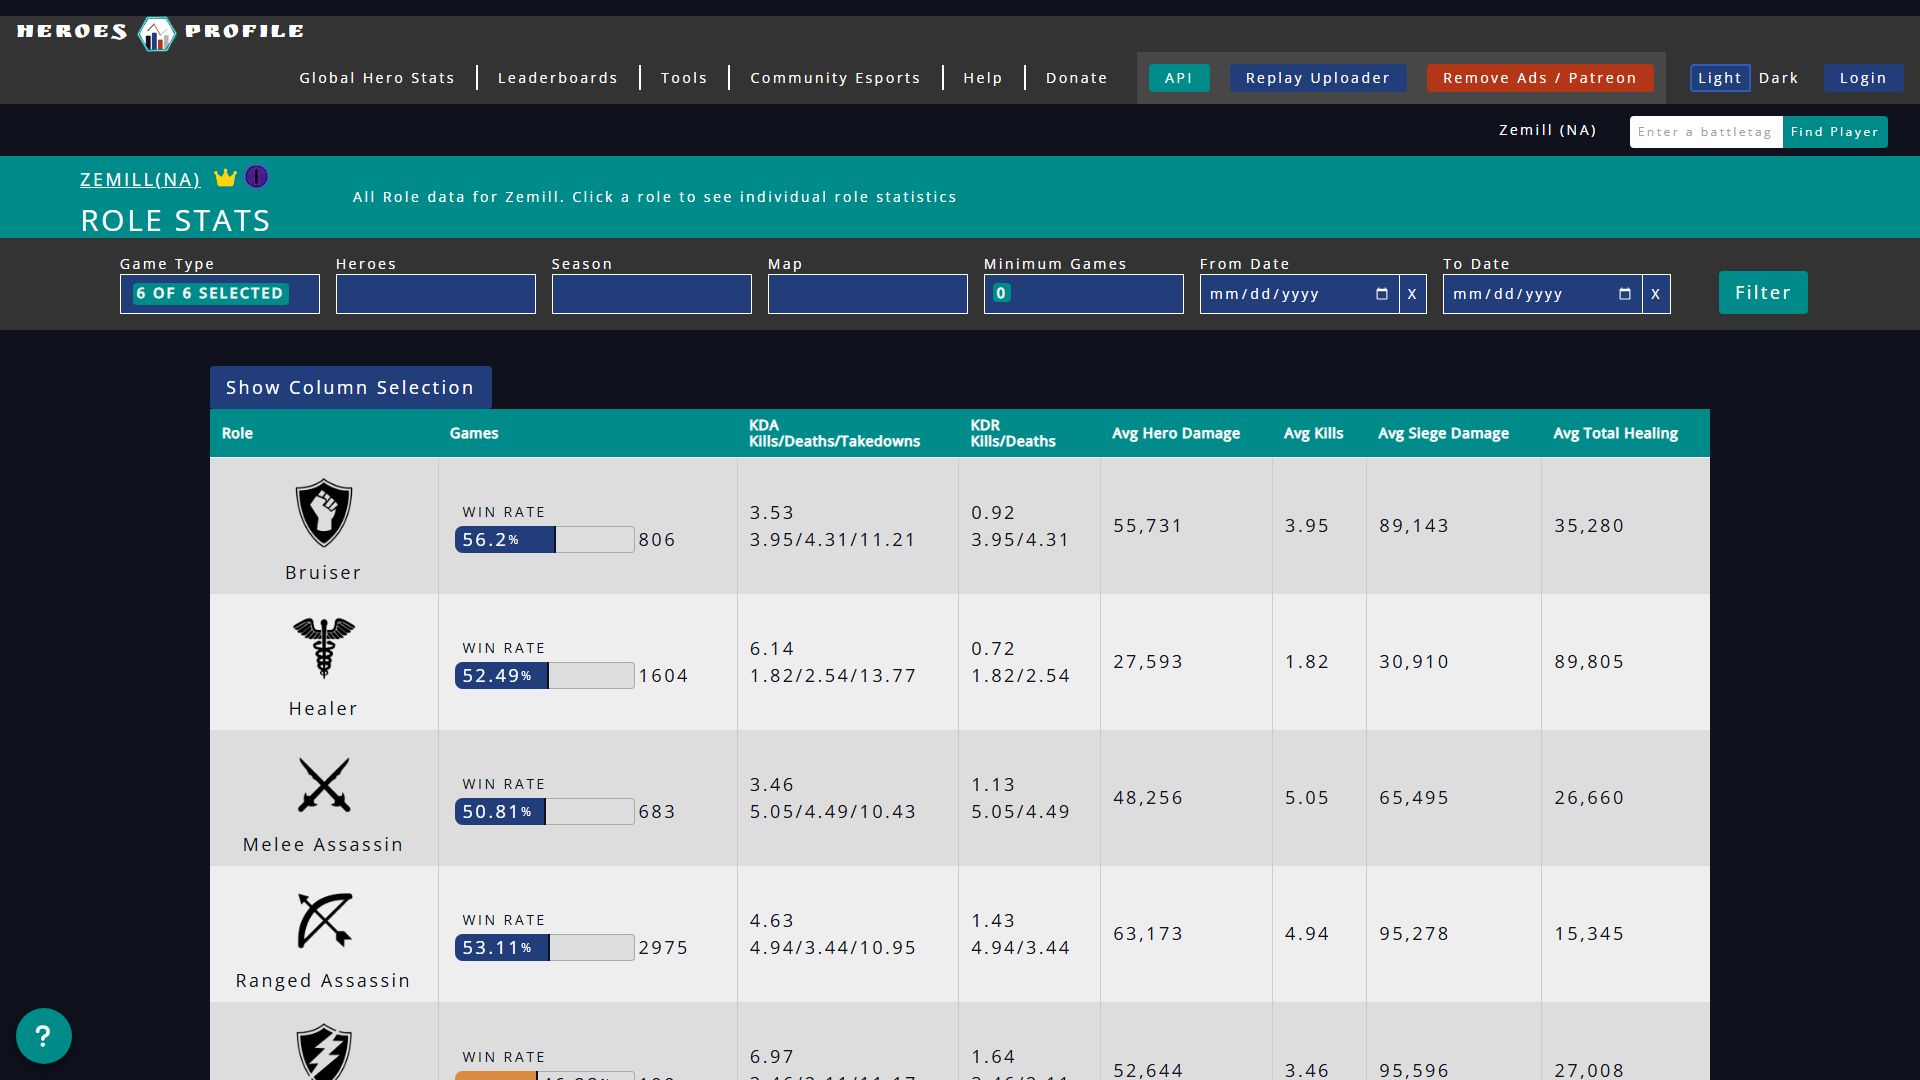 HEROES PROFILE
Global Hero Stats
Leaderboards
Tools
Community Esports
Help
Donate
API
Replay Uploader
Remove Ads / Patreon
Light
Dark
Login
Zemill (NA)
Enter a battletag
Find Player
ZEMILL(NA)
ROLE STATS
All Role data for Zemill. Click a role to see individual role statistics
Game Type
Heroes
Season
Map
Minimum Games
From Date
To Date
6 OF 6 SELECTED
0
mm/dd/yyyy
X
mm/dd/yyyy
X
Filter
Show Column Selection
Role
Games
KDA
Kills/Deaths/Takedowns
KDR
Kills/Deaths
Avg Hero Damage
Avg Kills
Avg Siege Damage
Avg Total Healing
Bruiser
WIN RATE
56.2%
806
3.53
3.95/4.31/11.21
0.92
3.95/4.31
55,731
3.95
89,143
35,280
Healer
WIN RATE
52.49%
1604
6.14
1.82/2.54/13.77
0.72
1.82/2.54
27,593
1.82
30,910
89,805
Melee Assassin
WIN RATE
50.81%
683
3.46
5.05/4.49/10.43
1.13
5.05/4.49
48,256
5.05
65,495
26,660
Ranged Assassin
WIN RATE
53.11%
2975
4.63
4.94/3.44/10.95
1.43
4.94/3.44
63,173
4.94
95,278
15,345
WIN RATE
6.97
1.64
52,644
3.46
95,596
27,008
?